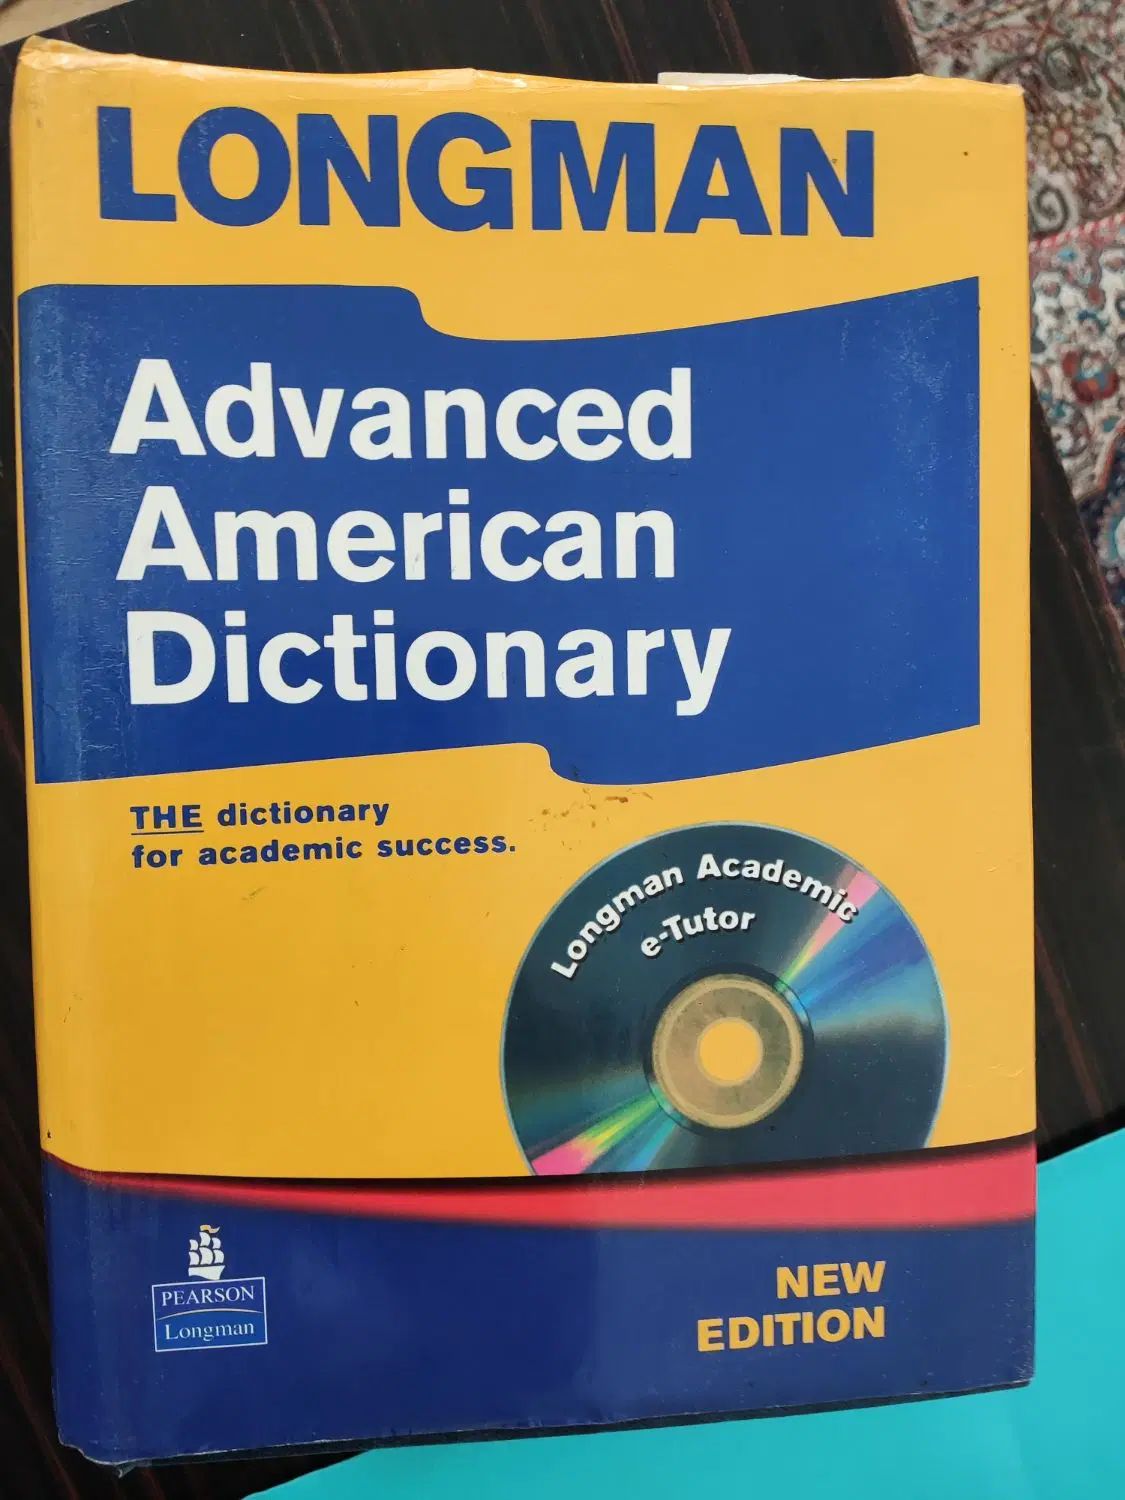 LONGMAN
Advanced
American
Dictionary
THE dictionary
for academic success.
Longman Academic
e-Tutor
PEARSON
Longman
NEW
EDITION